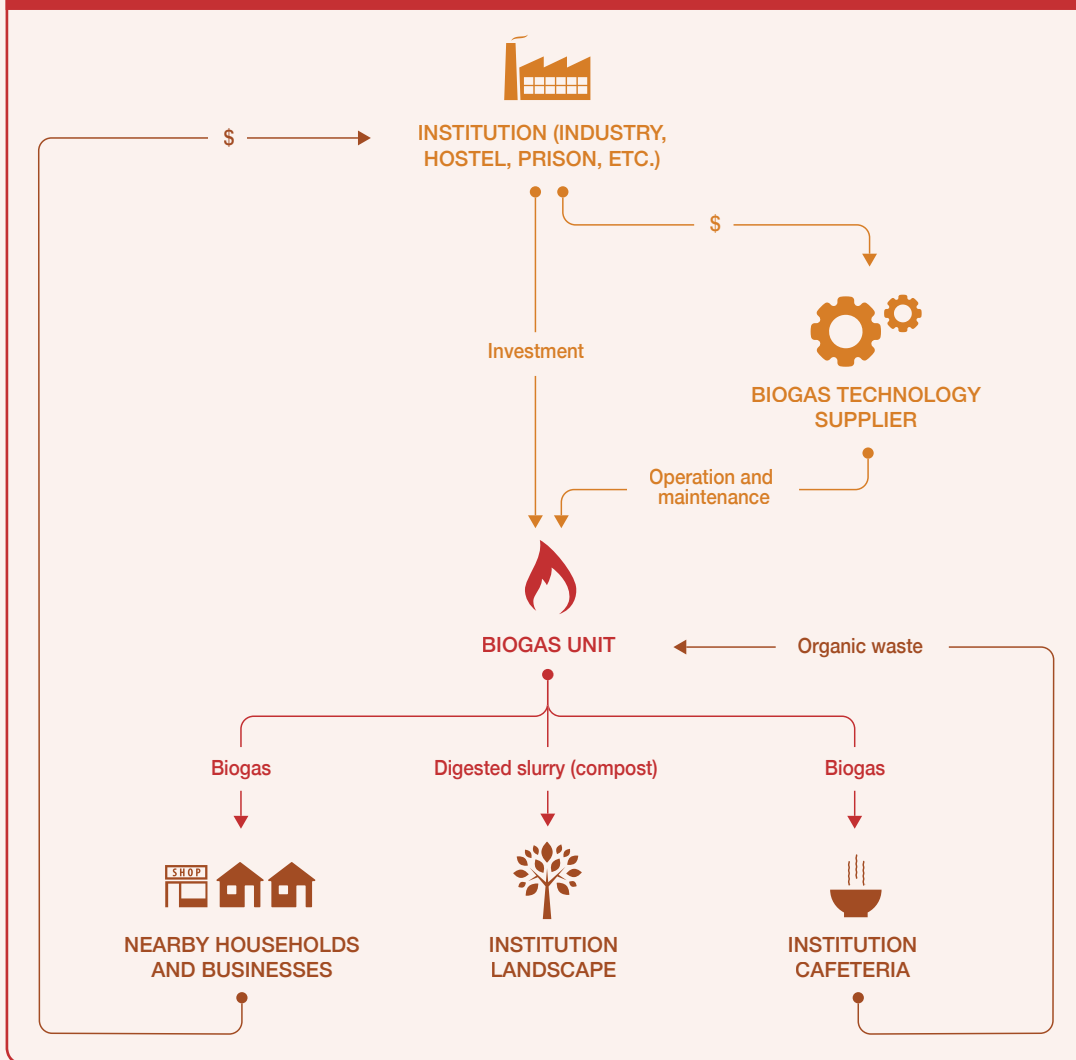 $
INSTITUTION (INDUSTRY,
HOSTEL, PRISON, ETC.)
$
Investment
BIOGAS TECHNOLOGY
SUPPLIER
Operation and
maintenance
BIOGAS UNIT
Organic waste
Biogas
Digested slurry (compost)
Biogas
SHOP
NEARBY HOUSEHOLDS
AND BUSINESSES
INSTITUTION
LANDSCAPE
INSTITUTION
CAFETERIA